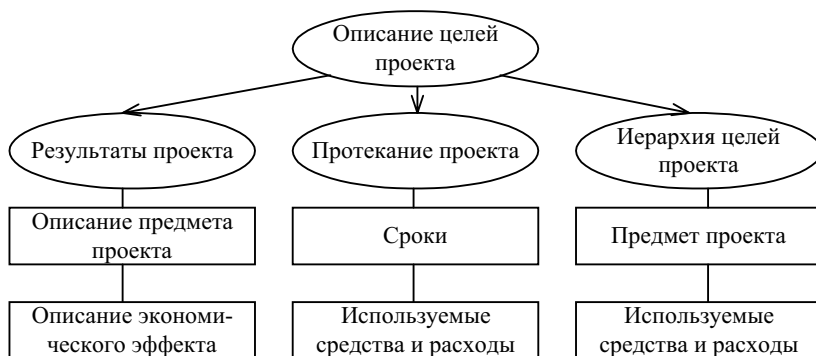 Описание целей
проекта
Результаты проекта
Протекание проекта
Иерархия целей
проекта
Описание предмета
проекта
Сроки
Предмет проекта
Описание экономи-
ческого эффекта
Используемые
средства и расходы
Используемые
средства и расходы